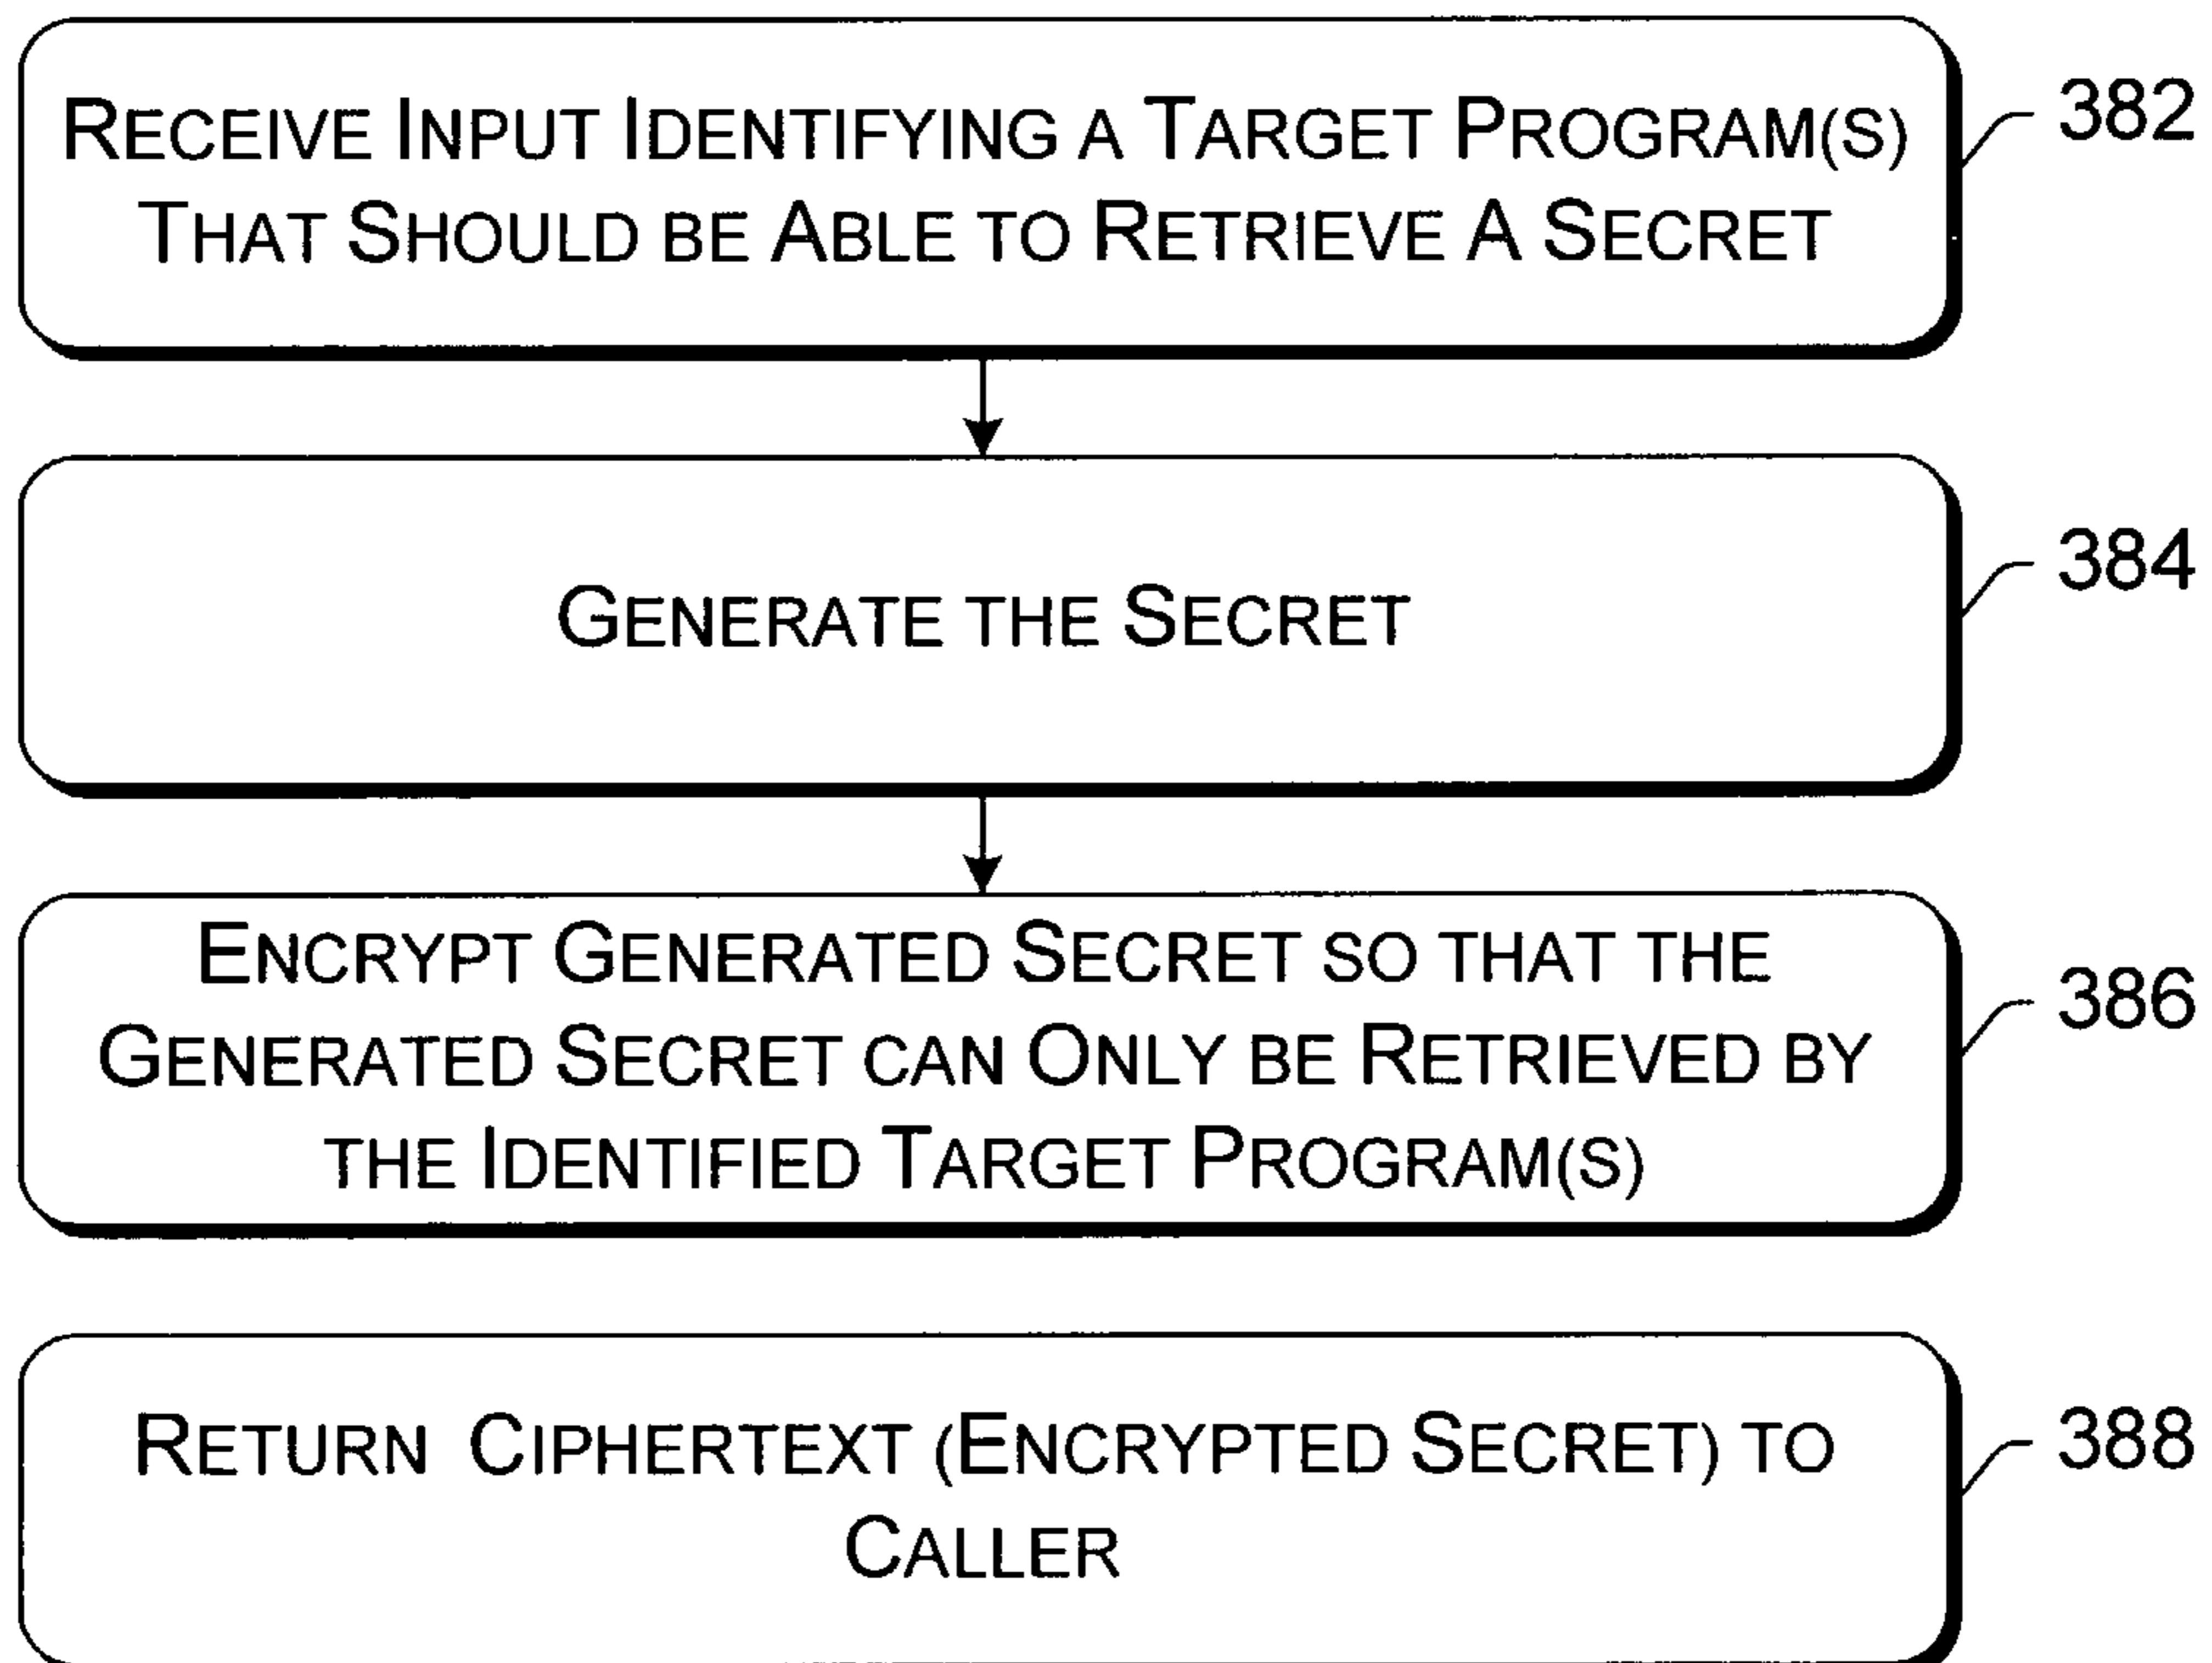 RECEIVE INPUT IDENTIFYING A TARGET PROGRAM(S)
THAT SHOULD BE ABLE TO RETRIEVE A SECRET
382
GENERATE THE SECRET
384
ENCRYPT GENERATED SECRET SO THAT THE
GENERATED SECRET CAN ONLY BE RETRIEVED BY
THE IDENTIFIED TARGET PROGRAM(S)
386
RETURN CIPHERTEXT (ENCRYPTED SECRET) TO
CALLER
388